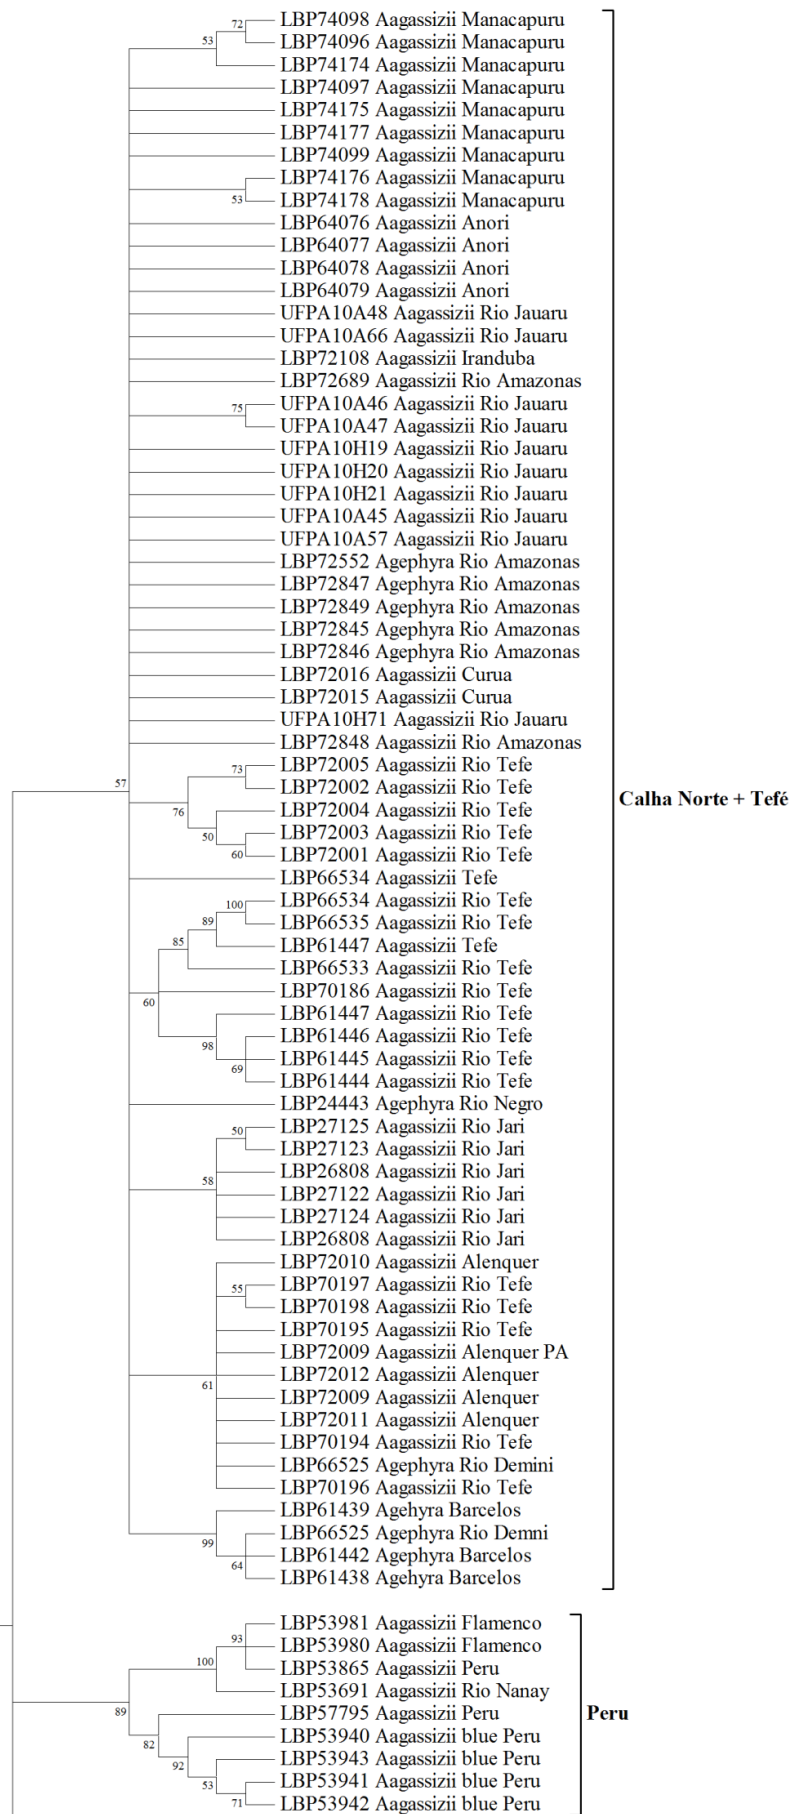 72
LBP74098 Aagassizii Manacapuru
53
LBP74096 Aagassizii Manacapuru
LBP74174 Aagassizii Manacapuru
LBP74097 Aagassizii Manacapuru
LBP74175 Aagassizii Manacapuru
LBP74177 Aagassizii Manacapuru
LBP74099 Aagassizii Manacapuru
LBP74176 Aagassizii Manacapuru
53
LBP74178 Aagassizii Manacapuru
LBP64076 Aagassizii Anori
LBP64077 Aagassizii Anori
LBP64078 Aagassizii Anori
LBP64079 Aagassizii Anori
UFPA10A48 Aagassizii Rio Jauaru
UFPA10A66 Aagassizii Rio Jauaru
LBP72108 Aagassizii Iranduba
LBP72689 Aagassizii Rio Amazonas
75
UFPA10A46 Aagassizii Rio Jauaru
UFPA10A47 Aagassizii Rio Jauaru
UFPA10H19 Aagassizii Rio Jauaru
UFPA10H20 Aagassizii Rio Jauaru
UFPA10H21 Aagassizii Rio Jauaru
UFPA10A45 Aagassizii Rio Jauaru
UFPA10A57 Aagassizii Rio Jauaru
LBP72552 Agephyra Rio Amazonas
LBP72847 Agephyra Rio Amazonas
LBP72849 Agephyra Rio Amazonas
LBP72845 Agephyra Rio Amazonas
LBP72846 Agephyra Rio Amazonas
LBP72016 Aagassizii Curua
LBP72015 Aagassizii Curua
UFPA10H71 Aagassizii Rio Jauaru
LBP72848 Aagassizii Rio Amazonas
73
LBP72005 Aagassizii Rio Tefe
57
LBP72002 Aagassizii Rio Tefe
Calha Norte + Tefé
76
LBP72004 Aagassizii Rio Tefe
50
LBP72003 Aagassizii Rio Tefe
60
LBP72001 Aagassizii Rio Tefe
LBP66534 Aagassizii Tefe
100
LBP66534 Aagassizii Rio Tefe
89
LBP66535 Aagassizii Rio Tefe
85
LBP61447 Aagassizii Tefe
LBP66533 Aagassizii Rio Tefe
60
LBP70186 Aagassizii Rio Tefe
LBP61447 Aagassizii Rio Tefe
98
LBP61446 Aagassizii Rio Tefe
LBP61445 Aagassizii Rio Tefe
69
LBP61444 Aagassizii Rio Tefe
LBP24443 Agephyra Rio Negro
50
LBP27125 Aagassizii Rio Jari
LBP27123 Aagassizii Rio Jari
58
LBP26808 Aagassizii Rio Jari
LBP27122 Aagassizii Rio Jari
LBP27124 Aagassizii Rio Jari
LBP26808 Aagassizii Rio Jari
LBP72010 Aagassizii Alenquer
55
LBP70197 Aagassizii Rio Tefe
LBP70198 Aagassizii Rio Tefe
LBP70195 Aagassizii Rio Tefe
LBP72009 Aagassizii Alenquer PA
LBP72012 Aagassizii Alenquer
61
LBP72009 Aagassizii Alenquer
LBP72011 Aagassizii Alenquer
LBP70194 Aagassizii Rio Tefe
LBP66525 Agephyra Rio Demini
LBP70196 Aagassizii Rio Tefe
LBP61439 Agehyra Barcelos
99
LBP66525 Agephyra Rio Demni
LBP61442 Agephyra Barcelos
64
LBP61438 Agehyra Barcelos
LBP53981 Aagassizii Flamenco
93
LBP53980 Aagassizii Flamenco
100
LBP53865 Aagassizii Peru
LBP53691 Aagassizii Rio Nanay
89
LBP57795 Aagassizii Peru
Peru
82
LBP53940 Aagassizii blue Peru
92
LBP53943 Aagassizii blue Peru
53
LBP53941 Aagassizii blue Peru
71
LBP53942 Aagassizii blue Peru